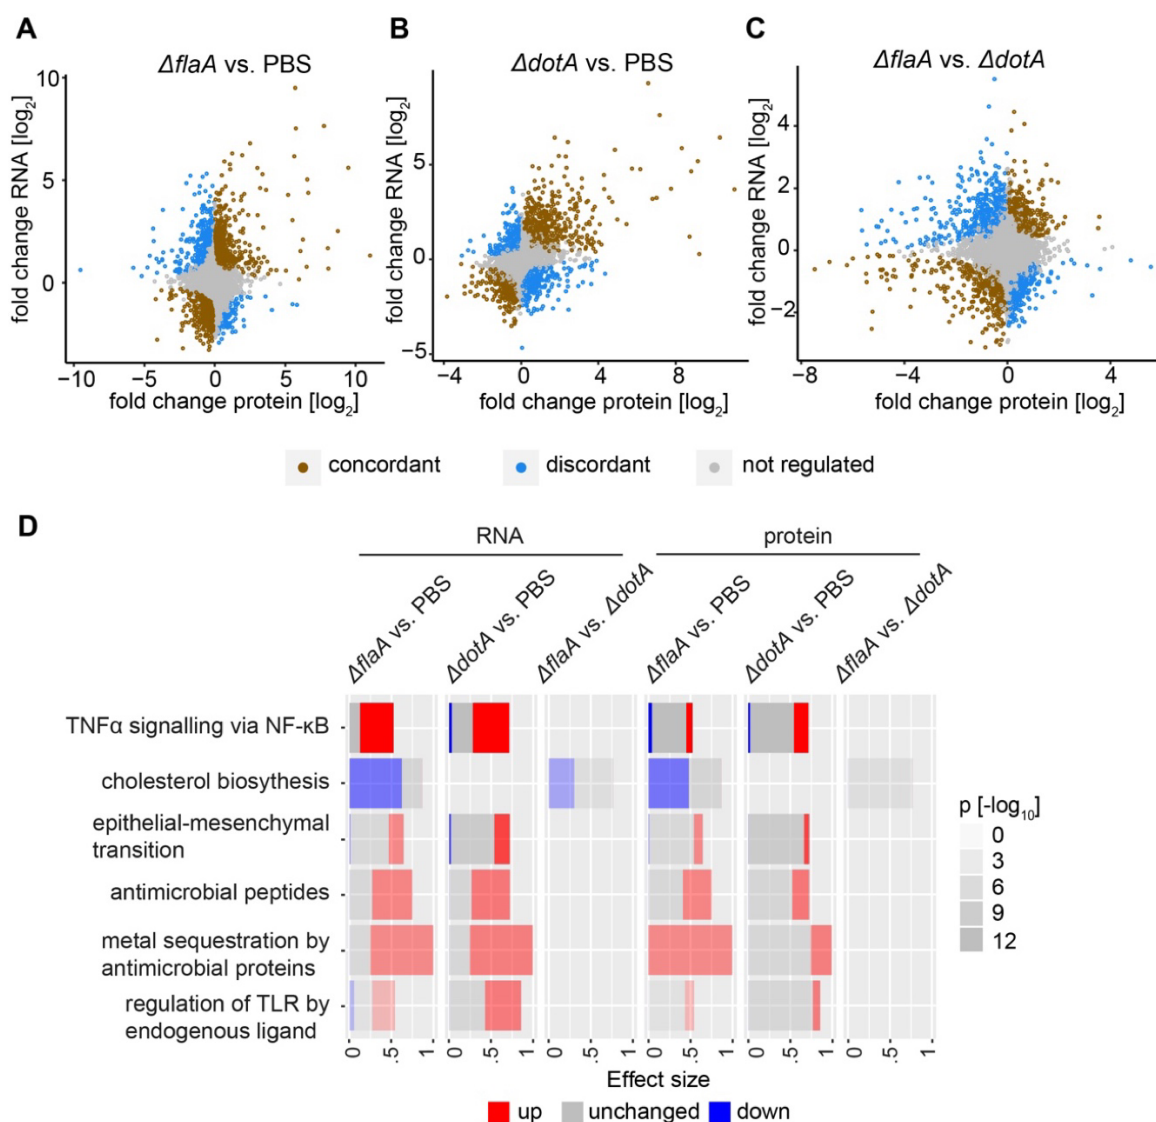 A
B
C
ΔflaA vs. PBS
ΔdotA vs. PBS
ΔflaA vs. ΔdotA
fold change RNA [log2]
10
5
0
−10
−5
0
5
10
fold change protein [log2]
fold change RNA [log2]
5
0
−5
−4
0
4
8
fold change protein [log2]
fold change RNA [log2]
4
2
0
−2
−8
−4
0
4
fold change protein [log2]
concordant
discordant
not regulated
D
RNA
protein
ΔflaA vs. PBS
ΔdotA vs. PBS
ΔflaA vs. ΔdotA
ΔflaA vs. PBS
ΔdotA vs. PBS
ΔflaA vs. ΔdotA
TNFα signalling via NF-κB
cholesterol biosythesis
epithelial-mesenchymal
transition
antimicrobial peptides
metal sequestration by
antimicrobial proteins
regulation of TLR by
endogenous ligand
0 .5 1 0 .5 1 0 .5 1 0 .5 1 0 .5 1 0 .5 1
Effect size
up
unchanged
down
p [-log10]
0
3
6
9
12